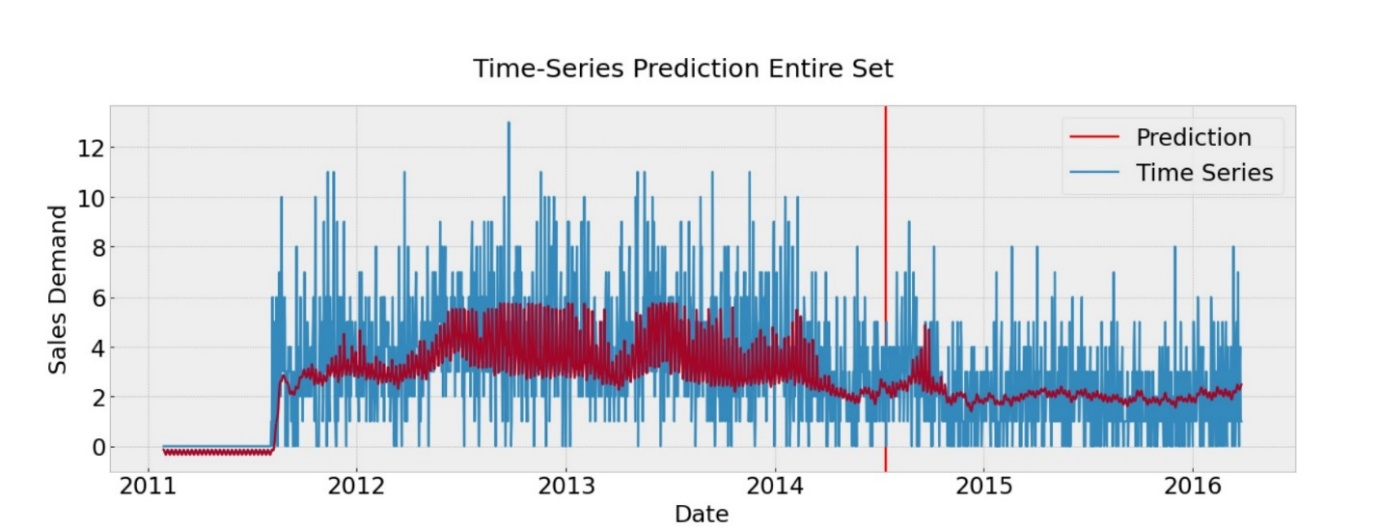 Time-Series Prediction Entire Set
Prediction
Time Series
12
10
8
6
4
2
0
Sales Demand
2011 2012 2013 2014 2015 2016
Date